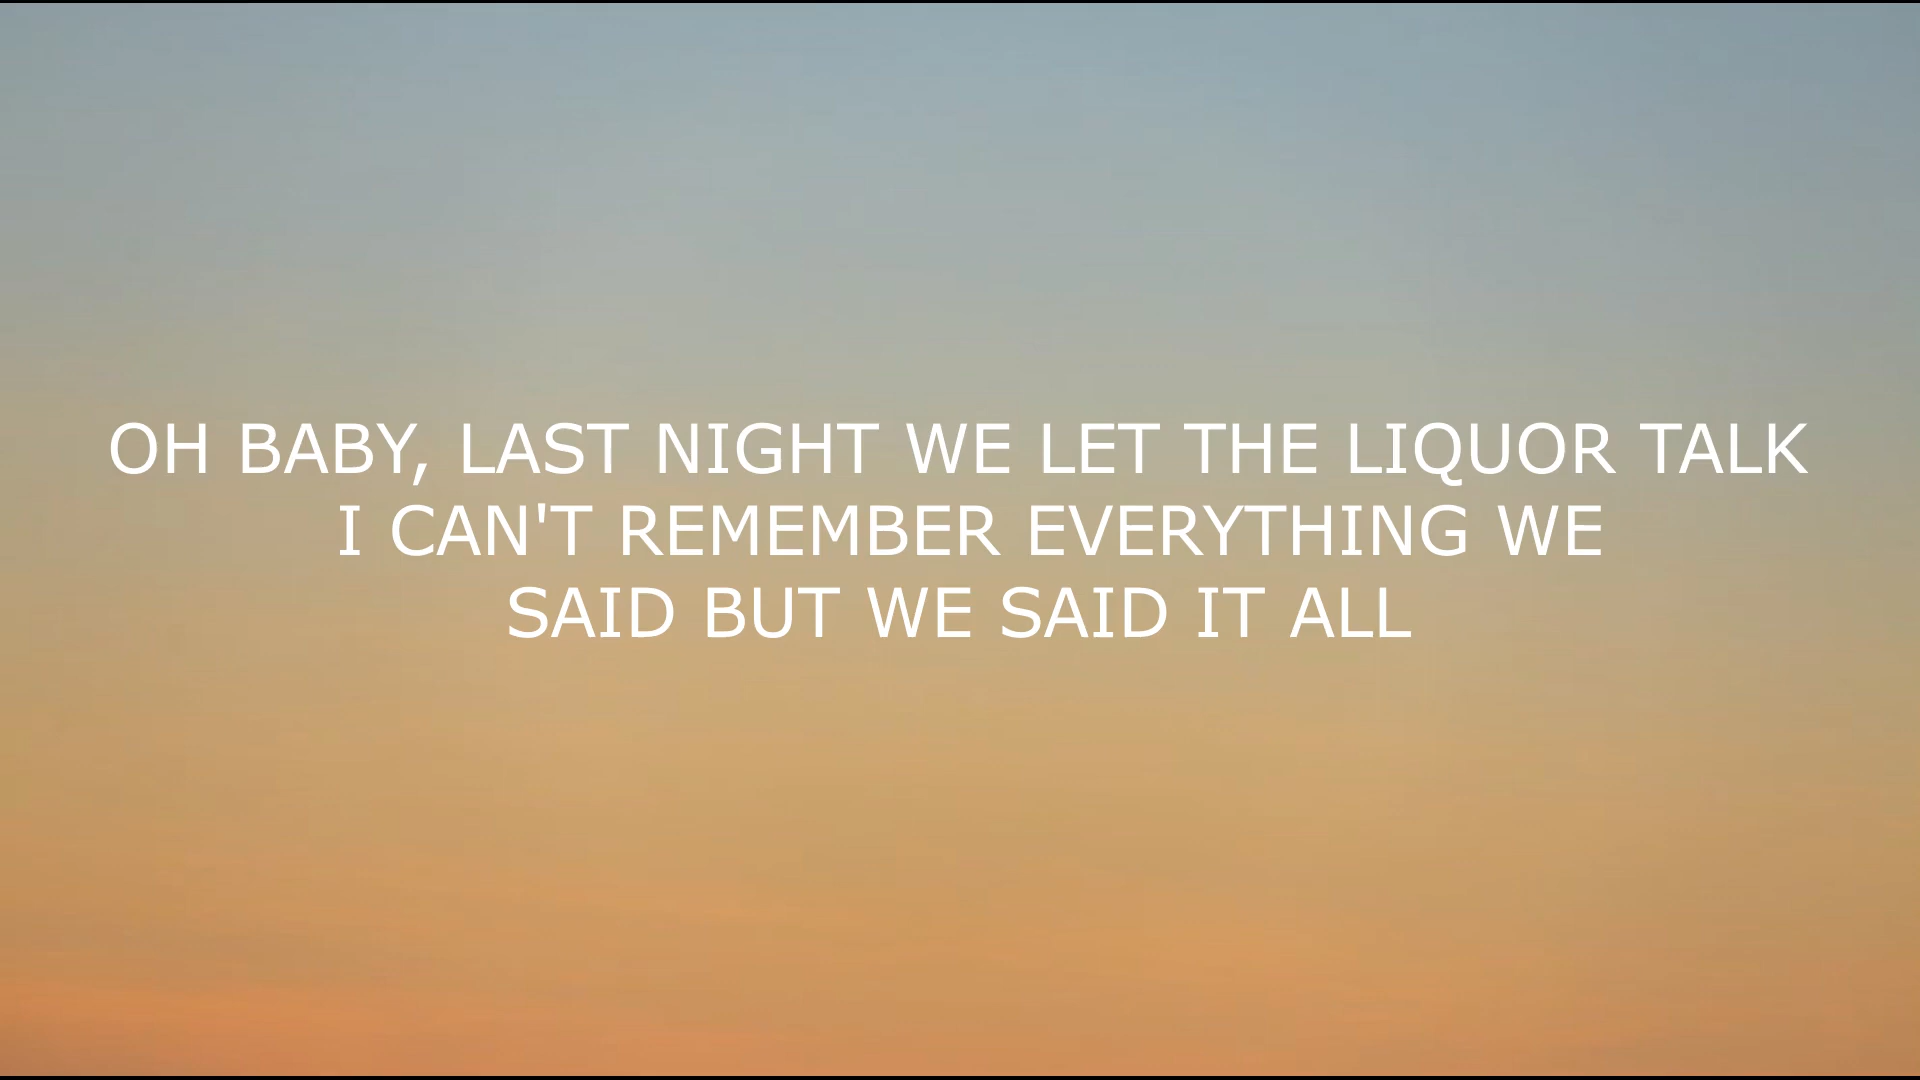 OH BABY, LAST NIGHT WE LET THE LIQUOR TALK
I CAN'T REMEMBER EVERYTHING WE
SAID BUT WE SAID IT ALL